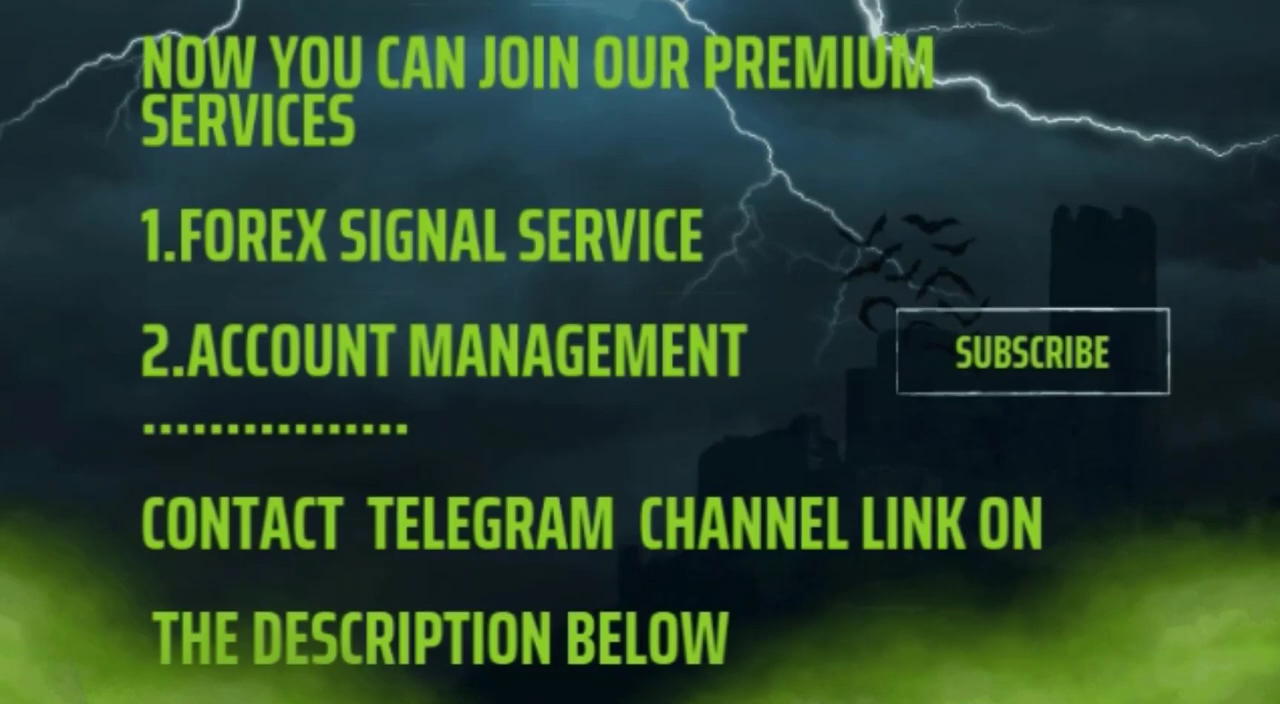 NOW YOU CAN JOIN OUR PREMIUM
SERVICES
1.FOREX SIGNAL SERVICE
2.ACCOUNT MANAGEMENT
SUBSCRIBE
................
CONTACT TELEGRAM CHANNEL LINK ON
THE DESCRIPTION BELOW